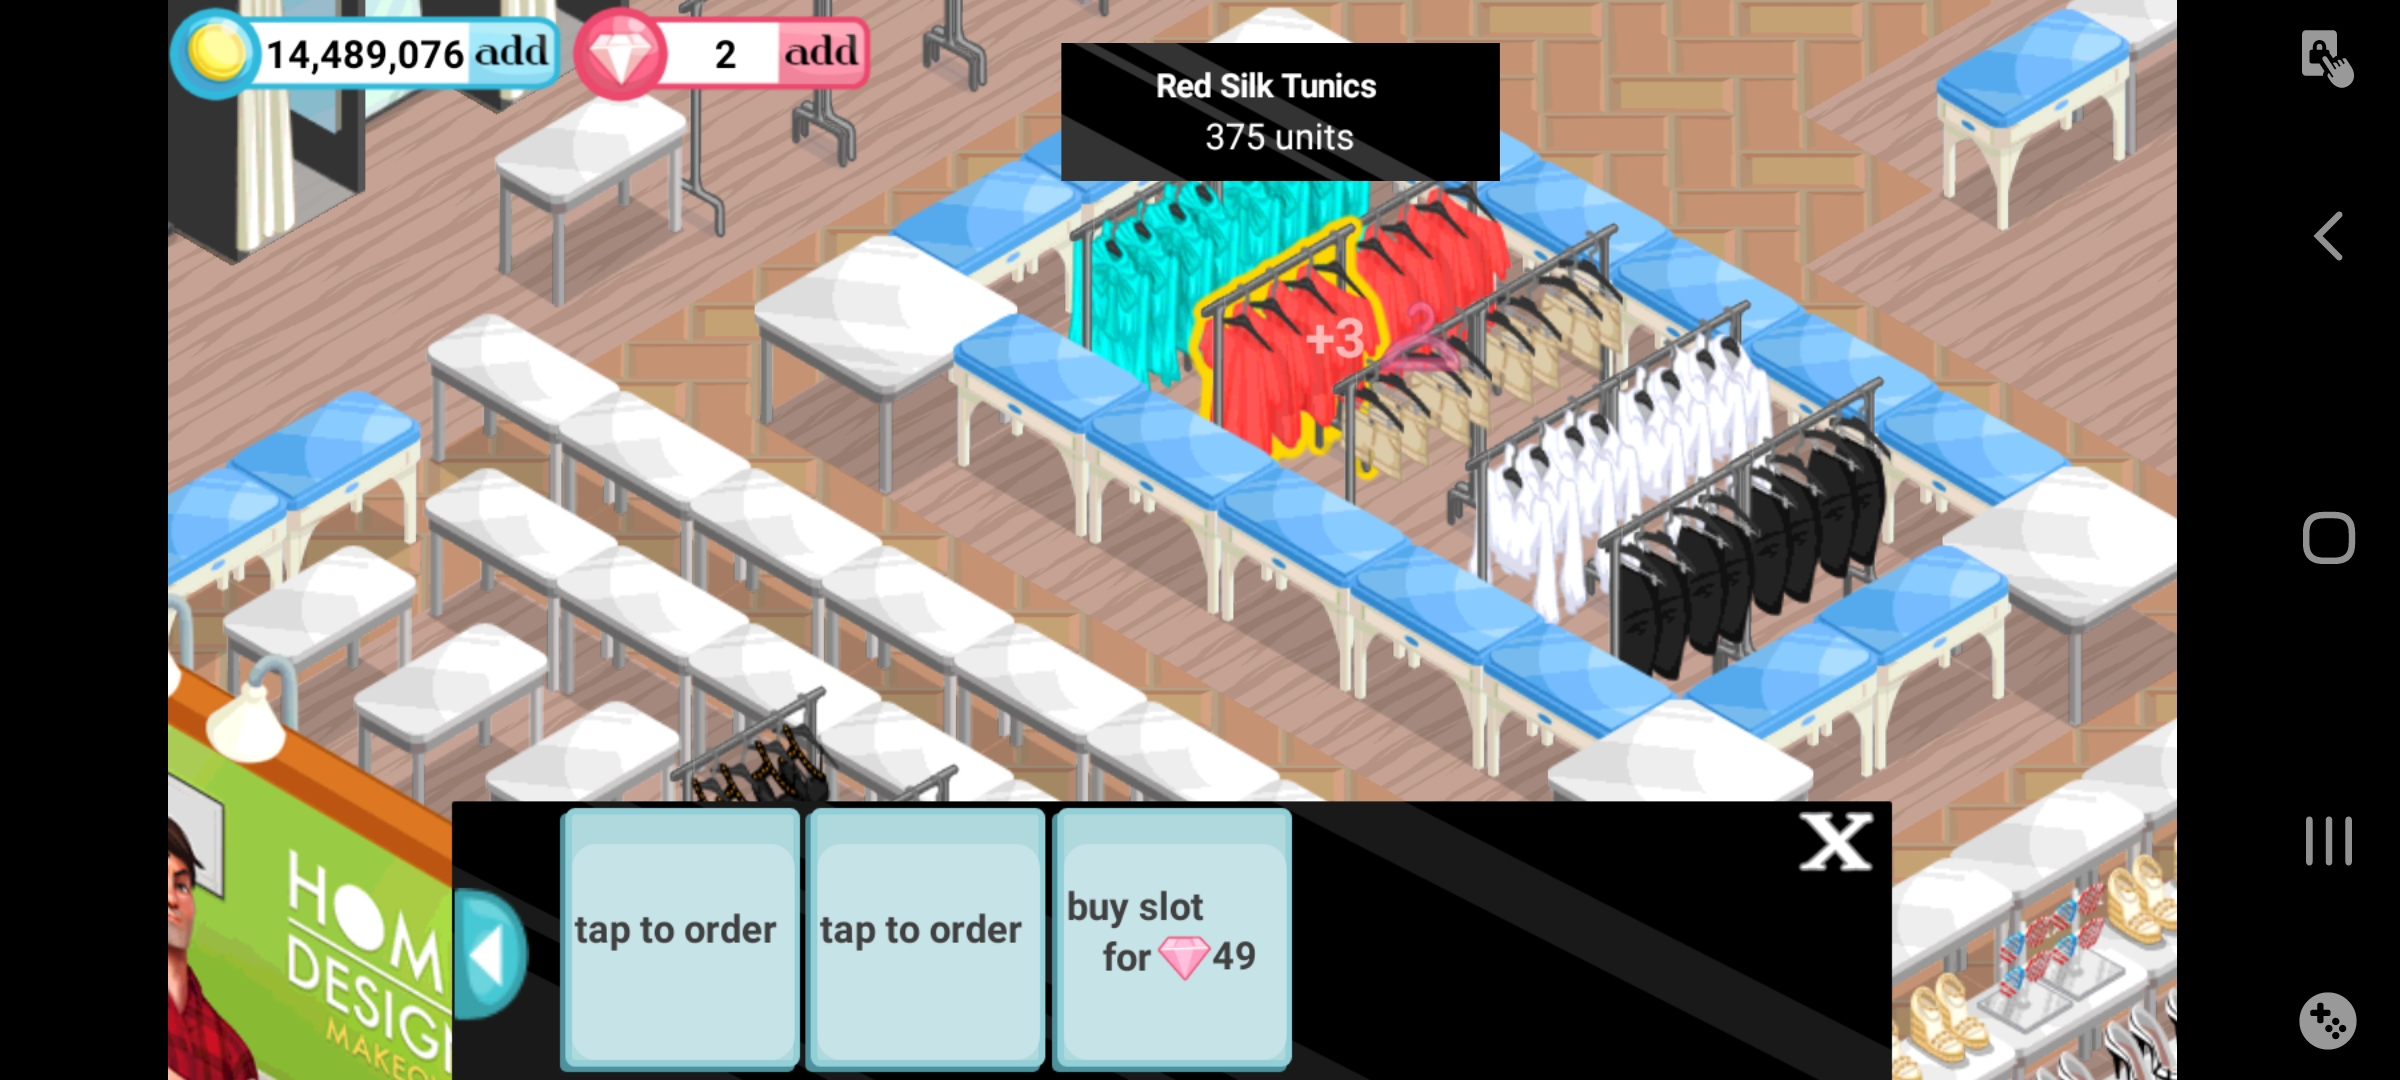 14,489,076 add
2 add
Red Silk Tunics
375 units
+3
HOM
DESIG
MAKEO
tap to order
tap to order
buy slot
for 49
X